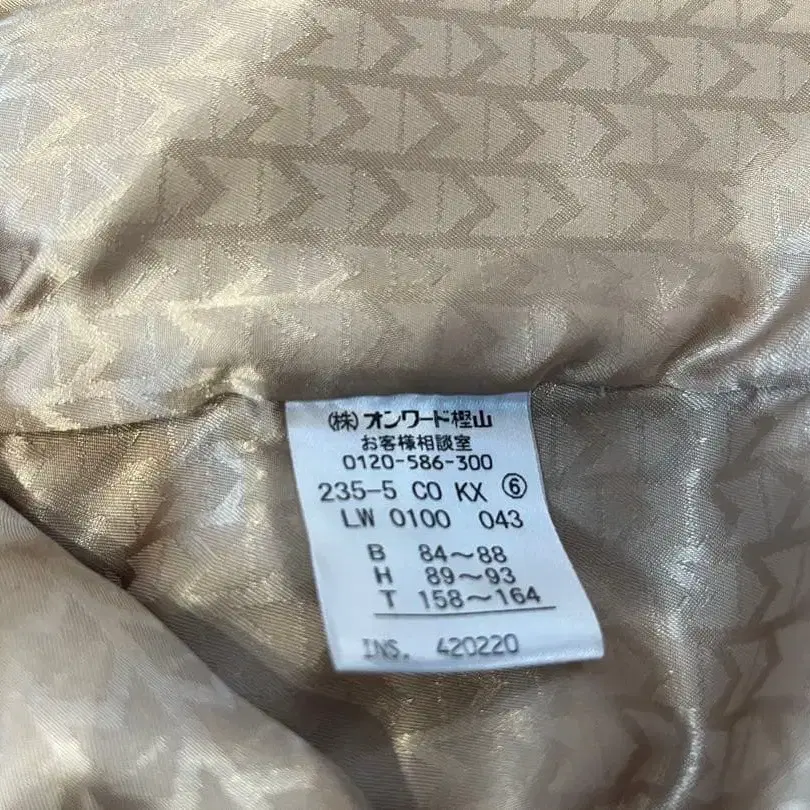 (株)オンワード樫山
お客様相談室
0120-586-300
235-5 CO KX ⑥
LW 0100 043
B 84～88
H 89～93
T 158～164
INS. 420220